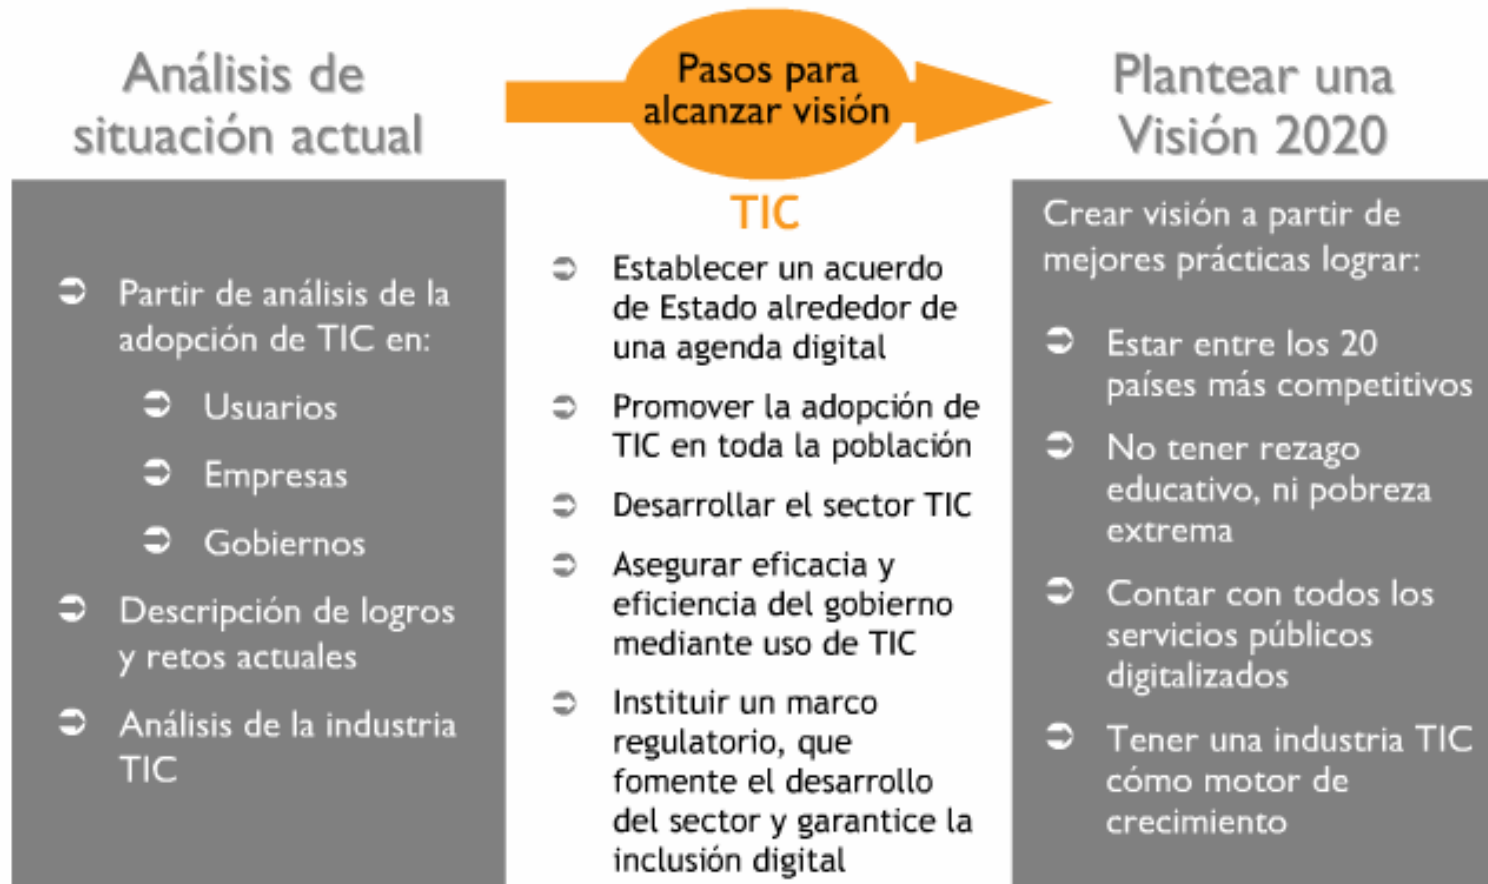 Análisis de
situación actual
Partir de análisis de la
adopción de TIC en:
Usuarios
Empresas
Gobiernos
Descripción de logros
y retos actuales
Análisis de la industria
TIC
Pasos para
alcanzar visión
TIC
Establecer un acuerdo
de Estado alrededor de
una agenda digital
Promover la adopción de
TIC en toda la población
Desarrollar el sector TIC
Asegurar eficacia y
eficiencia del gobierno
mediante uso de TIC
Instituir un marco
regulatorio, que
fomente el desarrollo
del sector y garantice la
inclusión digital
Plantear una
Visión 2020
Crear visión a partir de
mejores prácticas lograr:
Estar entre los 20
países más competitivos
No tener rezago
educativo, ni pobreza
extrema
Contar con todos los
servicios públicos
digitalizados
Tener una industria TIC
cómo motor de
crecimiento